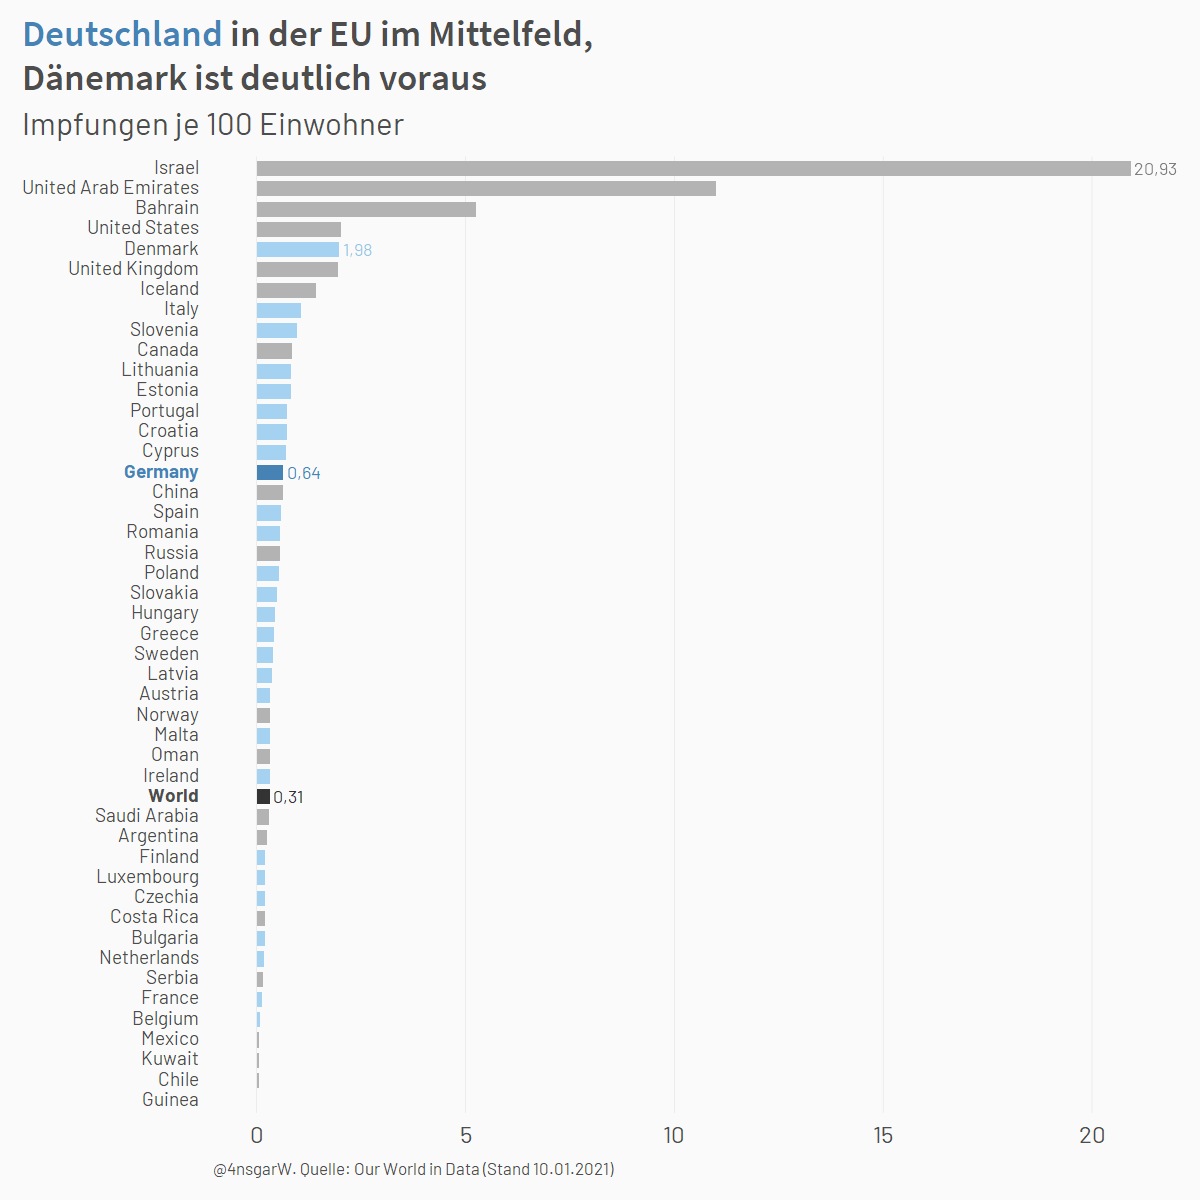 Deutschland in der EU im Mittelfeld,
Dänemark ist deutlich voraus
Impfungen je 100 Einwohner
Israel 20,93
United Arab Emirates
Bahrain
United States
Denmark 1,98
United Kingdom
Iceland
Italy
Slovenia
Canada
Lithuania
Estonia
Portugal
Croatia
Cyprus
Germany 0,64
China
Spain
Romania
Russia
Poland
Slovakia
Hungary
Greece
Sweden
Latvia
Austria
Norway
Malta
Oman
Ireland
World 0,31
Saudi Arabia
Argentina
Finland
Luxembourg
Czechia
Costa Rica
Bulgaria
Netherlands
Serbia
France
Belgium
Mexico
Kuwait
Chile
Guinea
0 5 10 15 20
@4nsgarW. Quelle: Our World in Data (Stand 10.01.2021)